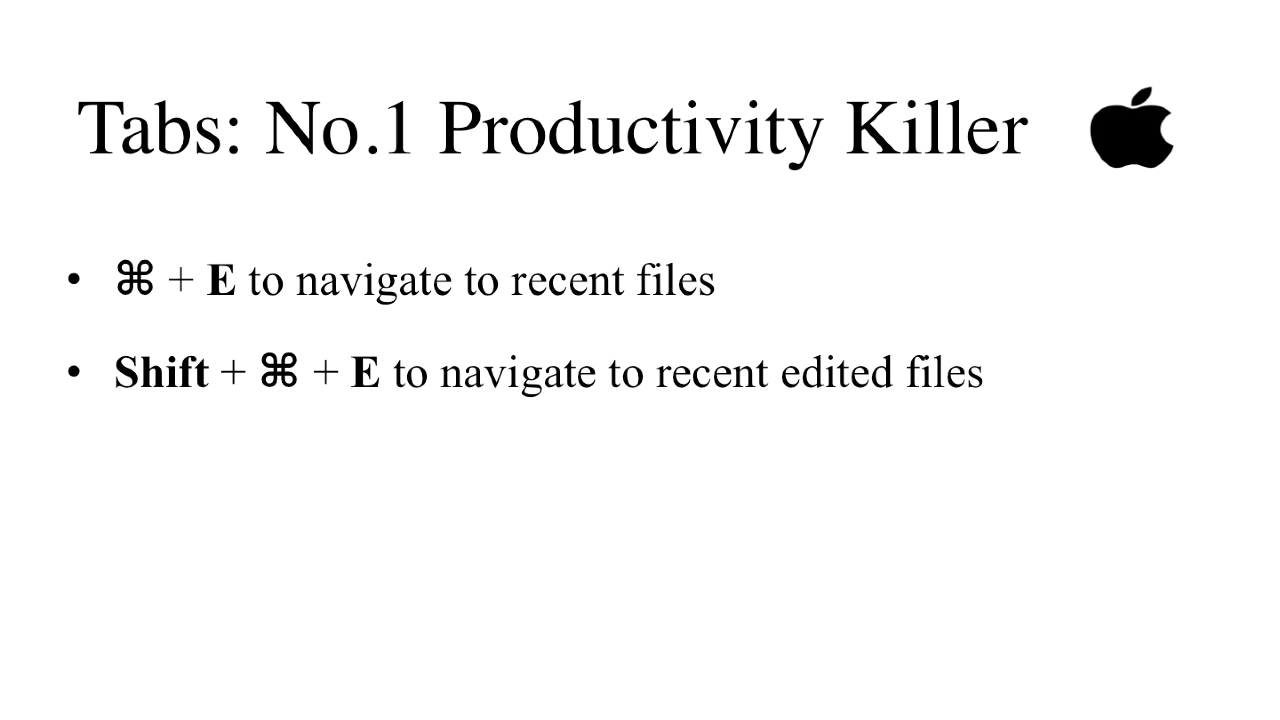 Tabs: No.1 Productivity Killer
• ⌘ + E to navigate to recent files
• Shift + ⌘ + E to navigate to recent edited files